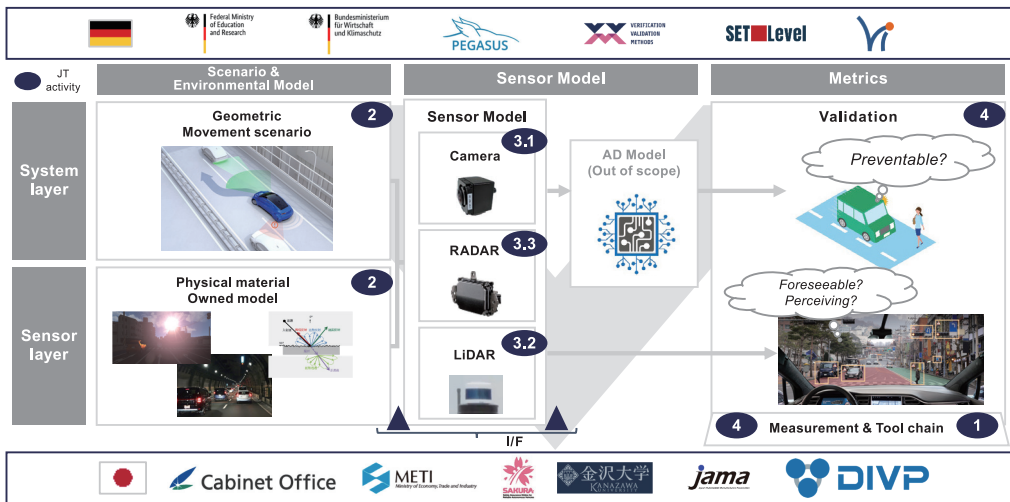 Federal Ministry
of Education
and Research
Bundesministerium
für Wirtschaft
und Klimaschutz
PEGASUS
VERIFICATION
VALIDATION
METHODS
SET Level
JT
activity
Scenario &
Environmental Model
Sensor Model
Metrics
System
layer
Geometric
Movement scenario
2
Sensor Model
3.1
Camera
AD Model
(Out of scope)
Validation
4
Preventable?
RADAR
3.3
Sensor
layer
Physical material
Owned model
2
LiDAR
3.2
Foreseeable?
Perceiving?
I/F
4
Measurement & Tool chain
1
Cabinet Office
METI
Ministry of Economy, Trade and Industry
SAKURA
金沢大学
KANAZAWA
UNIVERSITY
jama
DIVP